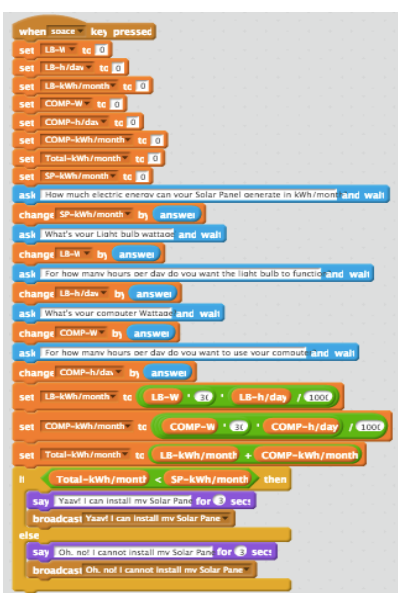 when space key pressed
set LB-W to 0
set LB-h/day to 0
set LB-kWh/month to 0
set COMP-W to 0
set COMP-h/day to 0
set COMP-kWh/month to 0
set Total-kWh/month to 0
set SP-kWh/month to 0
ask How much electric energy can your Solar Panel generate in kWh/mont and wait
change SP-kWh/month by answer
ask What's your Light bulb wattage and wait
change LB-W by answer
ask For how many hours per day do you want the light bulb to functio and wait
change LB-h/day by answer
ask What's your computer Wattage and wait
change COMP-W by answer
ask For how many hours per day do you want to use your compute and wait
change COMP-h/day by answer
set LB-kWh/month to LB-W * 30 * LB-h/day / 1000
set COMP-kWh/month to COMP-W * 30 * COMP-h/day / 1000
set Total-kWh/month to LB-kWh/month + COMP-kWh/month
if Total-kWh/month < SP-kWh/month then
say Yaay! I can install my Solar Pane for 3 secs
broadcast Yaay! I can install my Solar Pane
else
say Oh, no! I cannot install my Solar Pane for 3 secs
broadcast Oh, no! I cannot install my Solar Pane